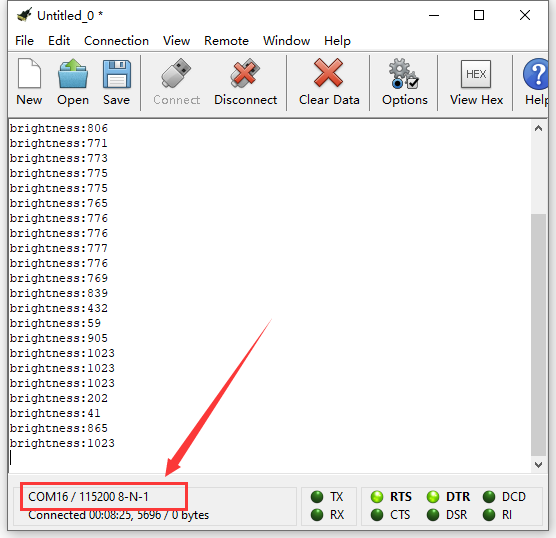 Untitled_0 *
File Edit Connection View Remote Window Help
HEX
New Open Save Connect Disconnect Clear Data Options View Hex Help
brightness:806
brightness:771
brightness:773
brightness:775
brightness:775
brightness:765
brightness:776
brightness:776
brightness:777
brightness:776
brightness:769
brightness:839
brightness:432
brightness:59
brightness:905
brightness:1023
brightness:1023
brightness:1023
brightness:202
brightness:41
brightness:865
brightness:1023
COM16 / 115200 8-N-1 TX RTS DTR DCD
Connected 00:08:25, 5696 / 0 bytes RX CTS DSR RI